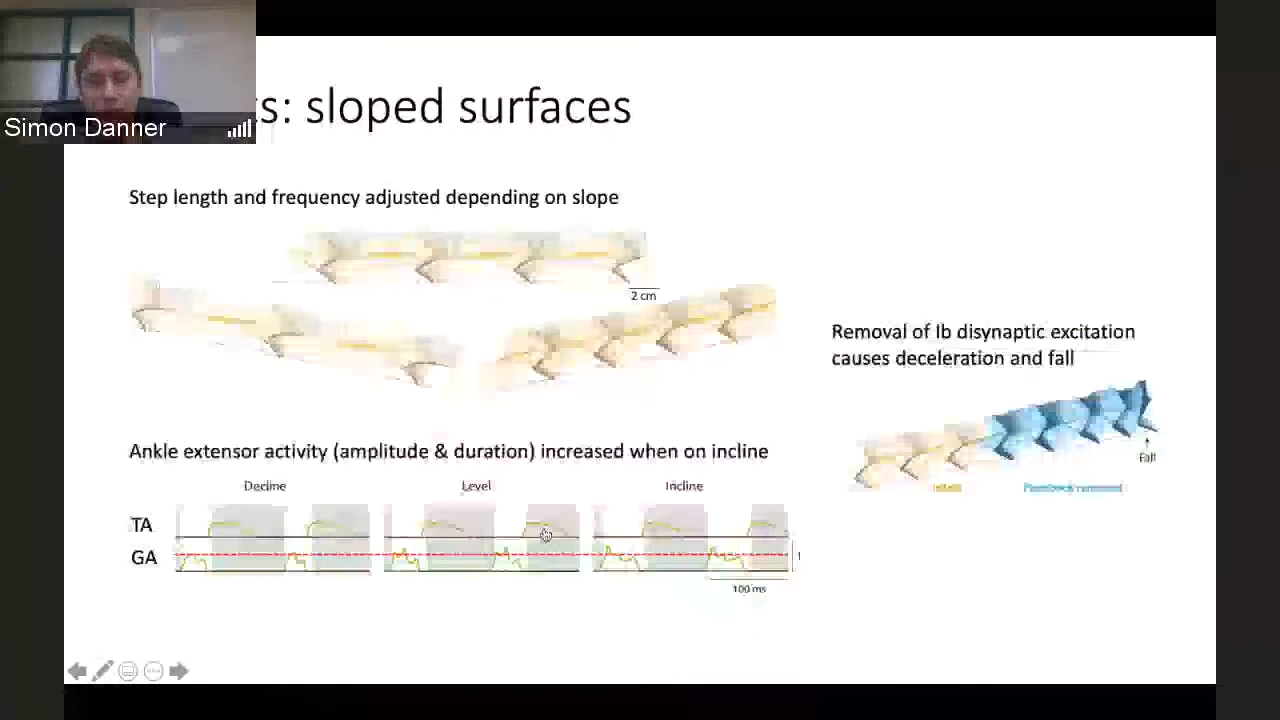 Simon Danner
ts: sloped surfaces
Step length and frequency adjusted depending on slope
2 cm
Removal of Ib disynaptic excitation
causes deceleration and fall
Fall
Ankle extensor activity (amplitude & duration) increased when on incline
Decline Level Incline
TA
GA
100 ms